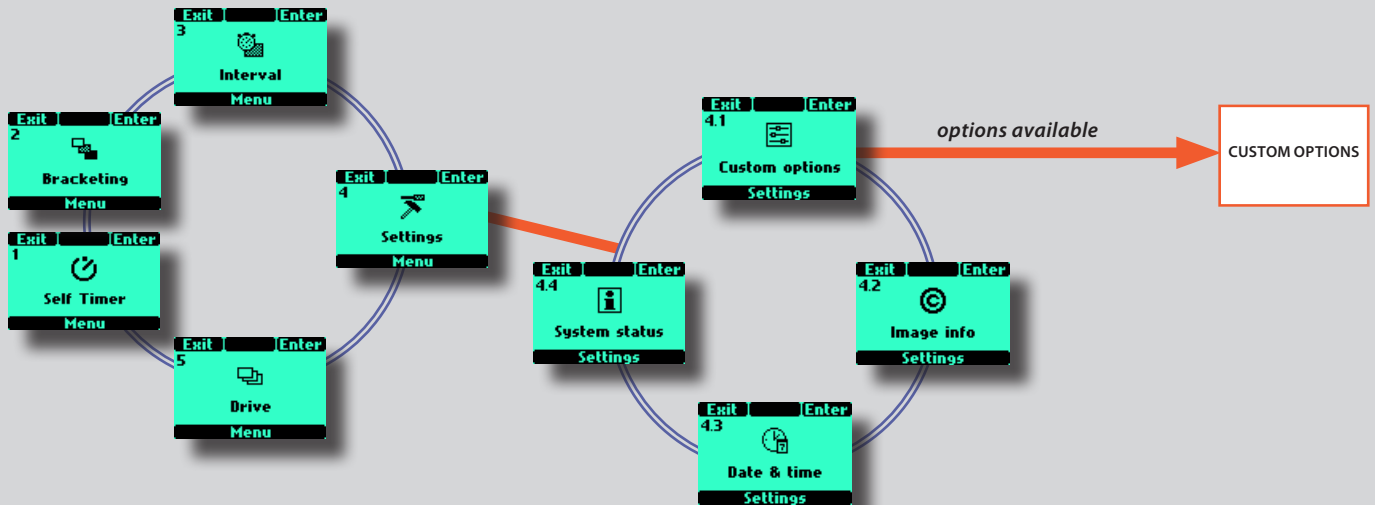 Exit Enter
3
Interval
Menu
Exit Enter
2
Bracketing
Menu
Exit Enter
1
Self Timer
Menu
Exit Enter
4
Settings
Menu
Exit Enter
5
Drive
Menu
Exit Enter
4.1
Custom options
Settings
options available
CUSTOM OPTIONS
Exit Enter
4.4
i
System status
Settings
Exit Enter
4.2
©
Image info
Settings
Exit Enter
4.3
7
Date & time
Settings